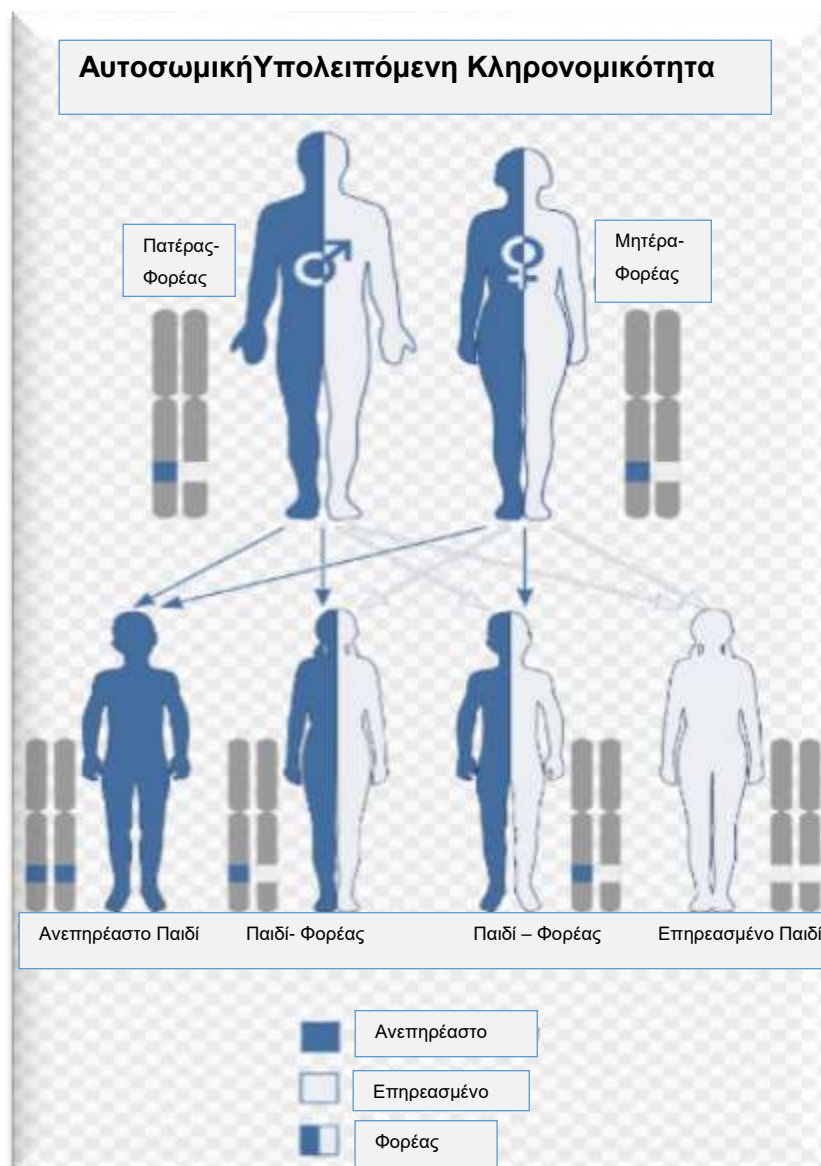 ΑυτοσωμικήΥπολειπόμενη Κληρονομικότητα
Πατέρας-
Φορέας
Μητέρα-
Φορέας
Ανεπηρέαστο Παιδί Παιδί- Φορέας Παιδί – Φορέας Επηρεασμένο Παιδί
Ανεπηρέαστο
Επηρεασμένο
Φορέας